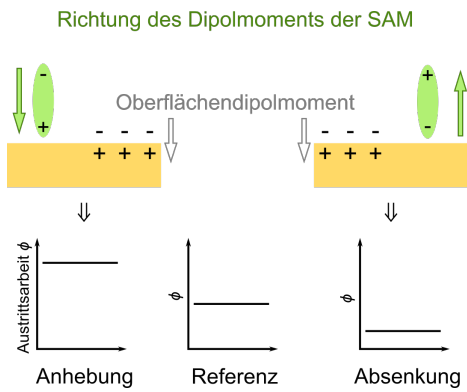 Richtung des Dipolmoments der SAM
- +
+ -
Oberflächendipolmoment
- - - - - -
+ + + + + +
⇓ ⇓
Austrittsarbeit ϕ
ϕ
ϕ
Anhebung Referenz Absenkung